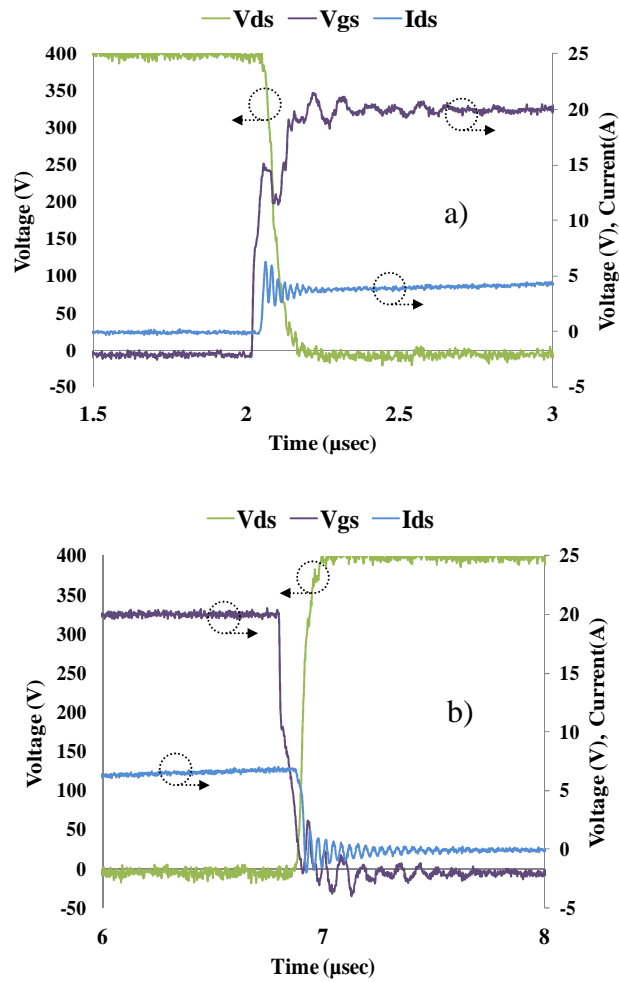 Vds Vgs Ids
400
350
300
250
200
150
100
50
0
-50
Voltage (V)
25
20
15
10
5
0
-5
Voltage (V), Current(A)
a)
1.5 2 2.5 3
Time (µsec)
Vds Vgs Ids
400
350
300
250
200
150
100
50
0
-50
Voltage (V)
25
20
15
10
5
0
-5
Voltage (V), Current(A)
b)
6 7 8
Time (µsec)